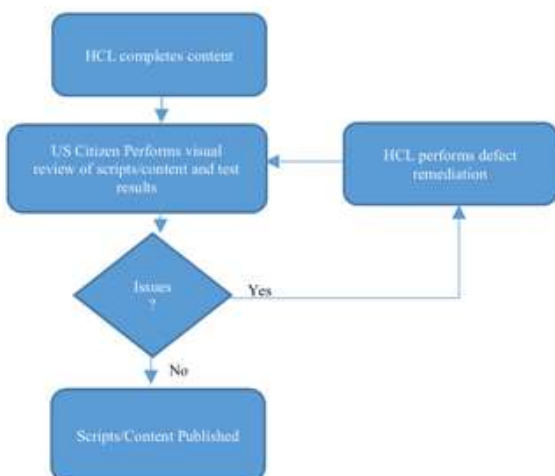 HCL completes content
US Citizen Performs visual
review of scripts/content and test
results
HCL performs defect
remediation
Issues
?
Yes
No
Scripts/Content Published